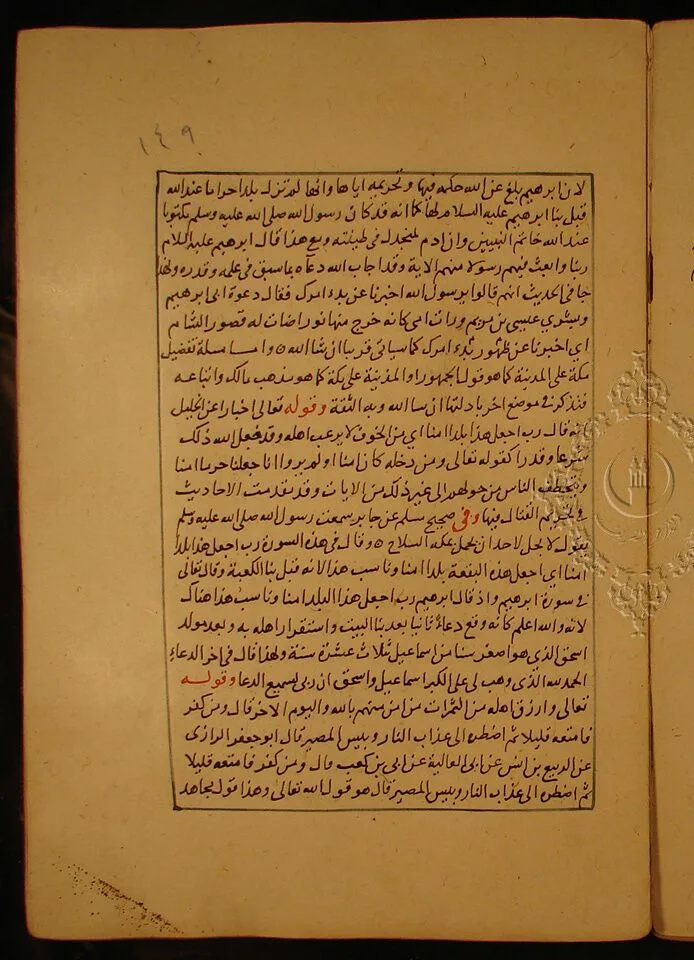 ١٤٩
لان ابرهيم بلغ عن الله حكمه فيها وتحريمه اياها وانها لم تزل بلدا حراما عند الله
قبل بنا ابرهيم عليه السلام لها كما انه قد كان رسول الله صلى الله عليه وسلم مكتوبا
عند الله خاتم النبيين وان ادم لمنجدل في طينته ومع هذا قال ابرهيم عليه السلام
ربنا وابعث فيهم رسولا منهم الاية وقد اجاب الله دعاه بما سبق في علمه وقدره ولهذا
جا في الحديث انهم قالوا يرسول الله اخبرنا عن بدء امرك فقال دعوة ابي ابرهيم
وبشري عيسى بن مريم ورات امي كانه خرج منها نور اضات له قصور الشام
اي اخبرنا عن ظهور بدء امرك كما سياتي قريبا ان شا الله ۞ واما مسلة تفضيل
مكة على المدينة كما هو قول الجمهور او المدينة على مكة كما هو مذهب مالك واتباعه
فتذكر في موضع اخر بادلتها ان شا الله وبه الثقة وقوله تعالى اخبارا عن الخليل
انه قال رب اجعل هذا بلدا امنا اي من الخوف لا يرعب اهله وقد فعل الله ذلك
شرعا وقدرا كقوله تعالى ومن دخله كان امنا اولم يروا انا جعلنا حرما امنا
ويتخطف الناس من حولهم الى غير ذلك من الايات وقد تقدمت الاحاديث
في تحريم القتال فيها وفي صحيح مسلم عن جابر سمعت رسول الله صلى الله عليه وسلم
يقول لا يحل لاحد ان يحمل بمكة السلاح ۞ وقال في هذه السورة رب اجعل هذا بلدا
امنا اي اجعل هذه البقعة بلدا امنا وناسب هذا لانه قبل بنا الكعبة وقال تعالى
في سورة ابرهيم واذ قال ابرهيم رب اجعل هذا البلد امنا وناسب هذا هناك
لانه والله اعلم كانه وقع دعاء ثانيا بعد بنا البيت واستقرار اهله به وبعد مولد
اسحق الذي هو اصغر سنا من اسماعيل بثلاث عشرة سنة ولهذا قال في اخر الدعاء
الحمد لله الذي وهب لي على الكبر اسماعيل واسحق ان ربي لسميع الدعا وقوله
تعالى وارزق اهله من الثمرات من امن منهم بالله واليوم الاخر قال ومن كفر
فامتعه قليلا ثم اضطره الى عذاب النار وبيس المصير قال ابو جعفر الرازي
عن الربيع بن انس عن ابي العالية عن ابي بن كعب قال ومن كفر فامتعه قليلا
ثم اضطره الى عذاب النار وبيس المصير قال هو قول الله تعالى وهذا قول مجاهد